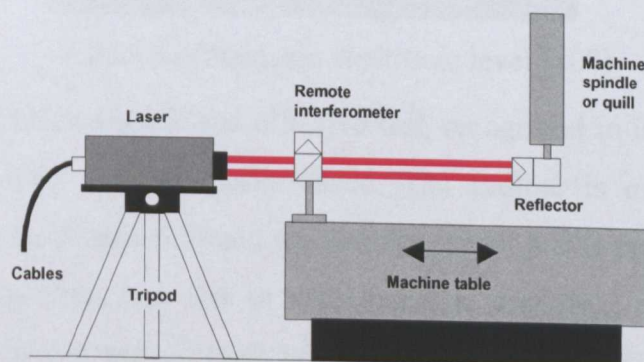 Machine
spindle
or quill
Remote
interferometer
Laser
Reflector
Cables
Tripod
Machine table